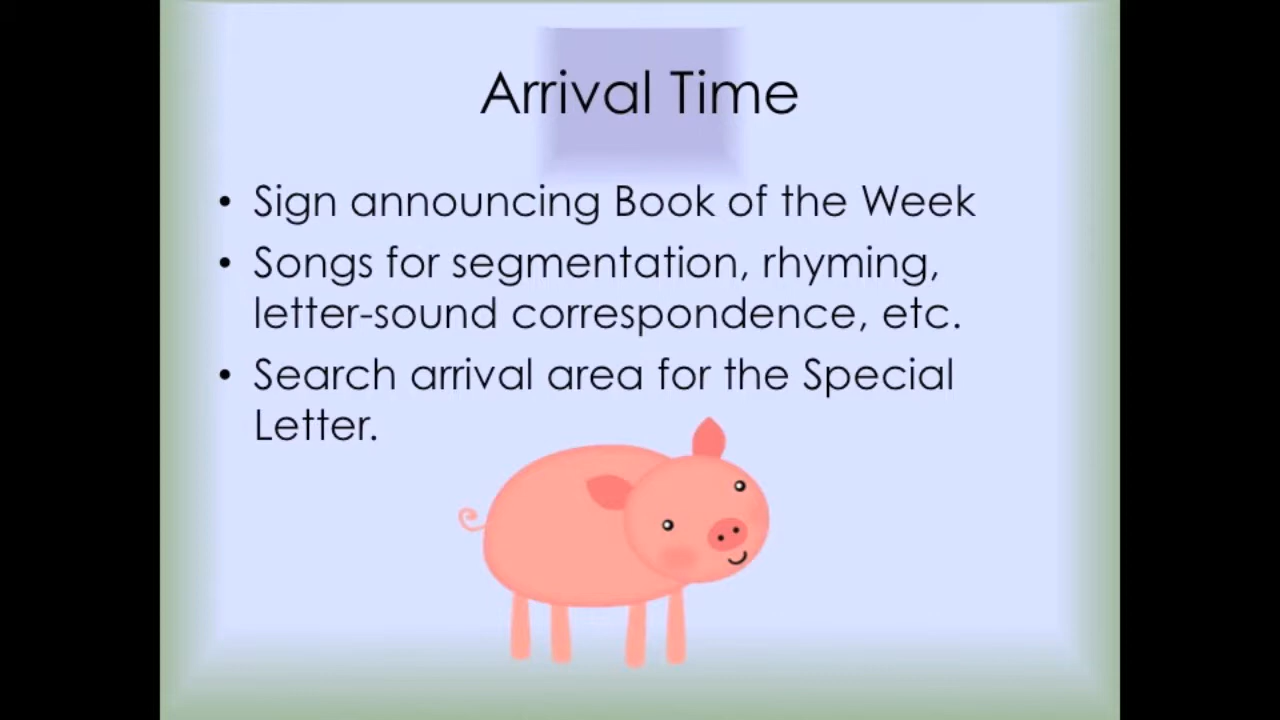 Arrival Time
• Sign announcing Book of the Week
• Songs for segmentation, rhyming,
letter-sound correspondence, etc.
• Search arrival area for the Special
Letter.